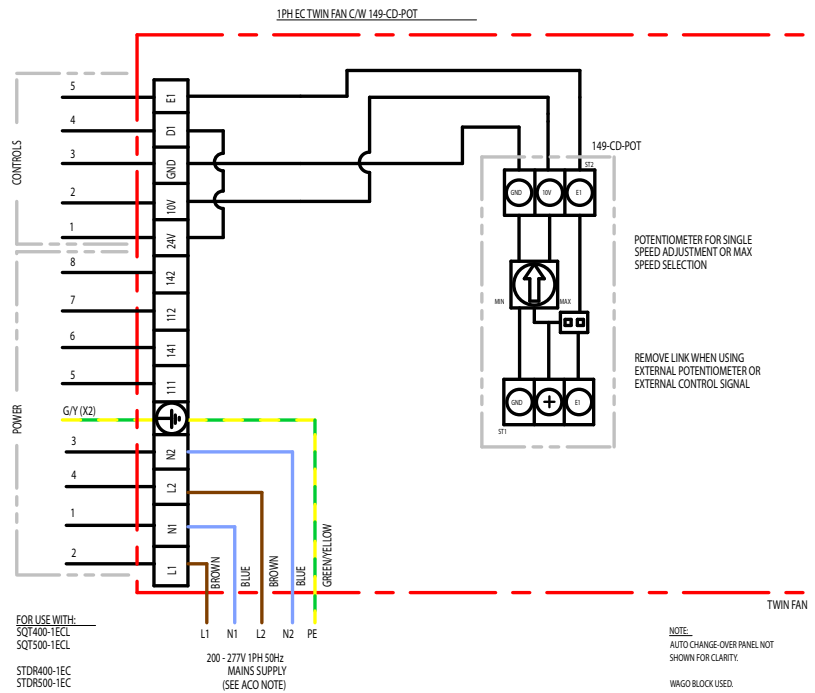 1PH EC TWIN FAN C/W 149-CD-POT
CONTROLS
5
4
3
2
1
E1
D1
GND
10V
24V
POWER
8
7
6
5
G/Y (X2)
3
4
1
2
142
112
141
111
N2
L2
N1
L1
BROWN
BLUE
BROWN
BLUE
GREEN/YELLOW
L1 N1 L2 N2 PE
200 - 277V 1PH 50Hz
MAINS SUPPLY
(SEE ACO NOTE)
149-CD-POT
ST2
GND 10V E1
MIN MAX
GND + E1
ST1
POTENTIOMETER FOR SINGLE
SPEED ADJUSTMENT OR MAX
SPEED SELECTION
REMOVE LINK WHEN USING
EXTERNAL POTENTIOMETER OR
EXTERNAL CONTROL SIGNAL
TWIN FAN
FOR USE WITH:
SQT400-1ECL
SQT500-1ECL
STDR400-1EC
STDR500-1EC
NOTE:
AUTO CHANGE-OVER PANEL NOT
SHOWN FOR CLARITY.
WAGO BLOCK USED.